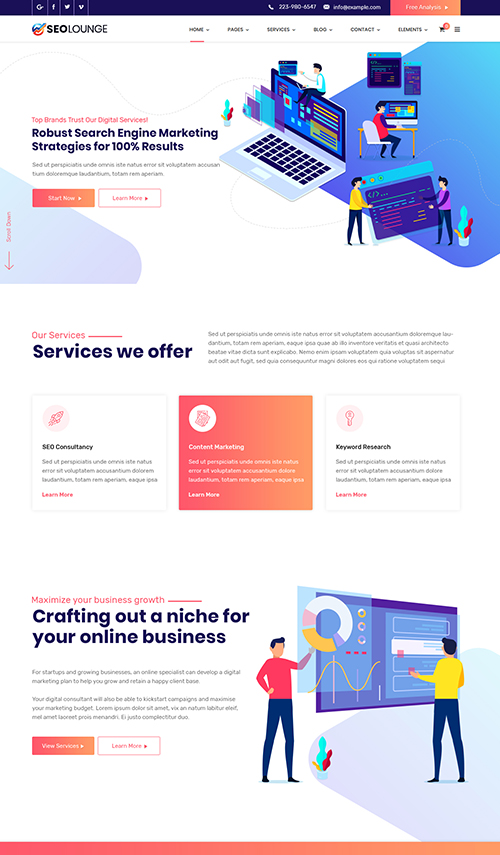 223-980-6547
info@example.com
Free Analysis
SEOLOUNGE
HOME
PAGES
SERVICES
BLOG
CONTACT
ELEMENTS
Top Brands Trust Our Digital Services!
Robust Search Engine Marketing
Strategies for 100% Results
Sed ut perspiciatis unde omnis iste natus error sit voluptatem accusan
tium doloremque laudantium, totam rem aperiam.
Start Now
Learn More
Scroll Down
Our Services
Services we offer
Sed ut perspiciatis unde omnis iste natus error sit voluptatem accusantium doloremque lau-
dantium, totam rem aperiam, eaque ipsa quae ab illo inventore veritatis et quasi architecto
beatae vitae dicta sunt explicabo. Nemo enim ipsam voluptatem quia voluptas sit aspernatur
aut odit aut fugit, sed quia consequuntur magni dolores eos qui ratione voluptatem sequi
SEO Consultancy
Sed ut perspiciatis unde omnis iste natus
error sit voluptatem accusantium dolorem
laudantium, totam rem aperiam, eaque ipsa
Learn More
Content Marketing
Sed ut perspiciatis unde omnis iste natus
error sit voluptatem accusantium dolorem
laudantium, totam rem aperiam, eaque ipsa
Learn More
Keyword Research
Sed ut perspiciatis unde omnis iste natus
error sit voluptatem accusantium dolorem
laudantium, totam rem aperiam, eaque ipsa
Learn More
Maximize your business growth
Crafting out a niche for
your online business
For startups and growing businesses, an online specialist can develop a digital
marketing plan to help you grow and retain a happy client base.
Your digital consultant will also be able to kickstart campaigns and maximise
your marketing budget. Lorem ipsum dolor sit amet, vix an natum labitur eleif,
mel amet laoreet prois menandri. Ei justo complectitur duo.
View Services
Learn More